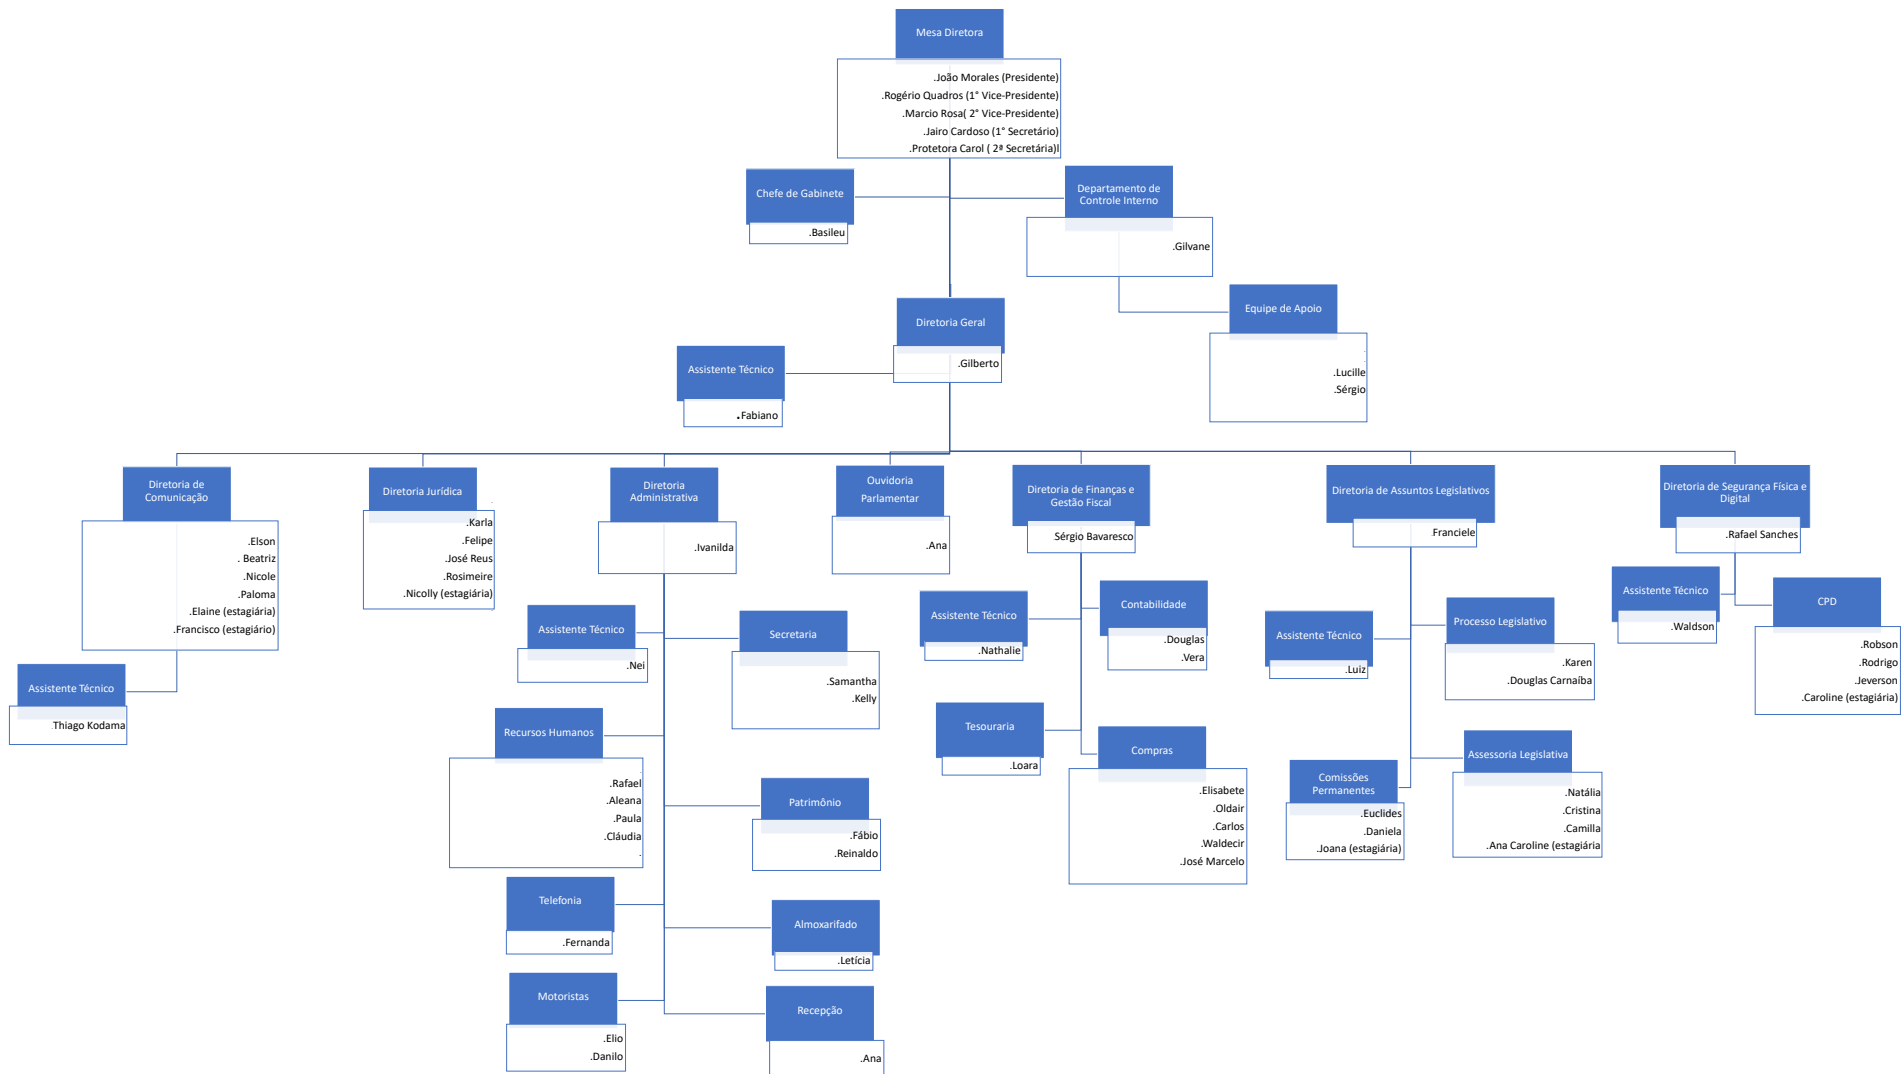 Mesa Diretora
.João Morales (Presidente)
.Rogério Quadros (1° Vice-Presidente)
.Marcio Rosa( 2° Vice-Presidente)
.Jairo Cardoso (1° Secretário)
.Protetora Carol ( 2ª Secretária)l
Chefe de Gabinete
.Basileu
Departamento de
Controle Interno
.Gilvane
Equipe de Apoio
.Lucille
.Sérgio
Diretoria Geral
.Gilberto
Assistente Técnico
.Fabiano
Diretoria de
Comunicação
.Elson
. Beatriz
.Nicole
.Paloma
.Elaine (estagiária)
.Francisco (estagiário)
Assistente Técnico
Thiago Kodama
Diretoria Jurídica
.Karla
.Felipe
.José Reus
.Rosimeire
.Nicolly (estagiária)
Diretoria
Administrativa
.Ivanilda
Assistente Técnico
.Nei
Secretaria
.Samantha
.Kelly
Recursos Humanos
.Rafael
.Aleana
.Paula
.Cláudia
.
Patrimônio
.Fábio
.Reinaldo
Telefonia
.Fernanda
Almoxarifado
.Letícia
Motoristas
.Elio
.Danilo
Recepção
.Ana
Ouvidoria
Parlamentar
.Ana
Diretoria de Finanças e
Gestão Fiscal
Sérgio Bavaresco
Assistente Técnico
.Nathalie
Contabilidade
.Douglas
.Vera
Tesouraria
.Loara
Compras
.Elisabete
.Oldair
.Carlos
.Waldecir
.José Marcelo
Diretoria de Assuntos Legislativos
.Franciele
Assistente Técnico
.Luiz
Processo Legislativo
.Karen
.Douglas Carnaíba
Comissões
Permanentes
.Euclides
.Daniela
.Joana (estagiária)
Assessoria Legislativa
.Natália
.Cristina
.Camilla
.Ana Caroline (estagiária
Diretoria de Segurança Física e
Digital
.Rafael Sanches
Assistente Técnico
.Waldson
CPD
.Robson
.Rodrigo
.Jeverson
.Caroline (estagiária)